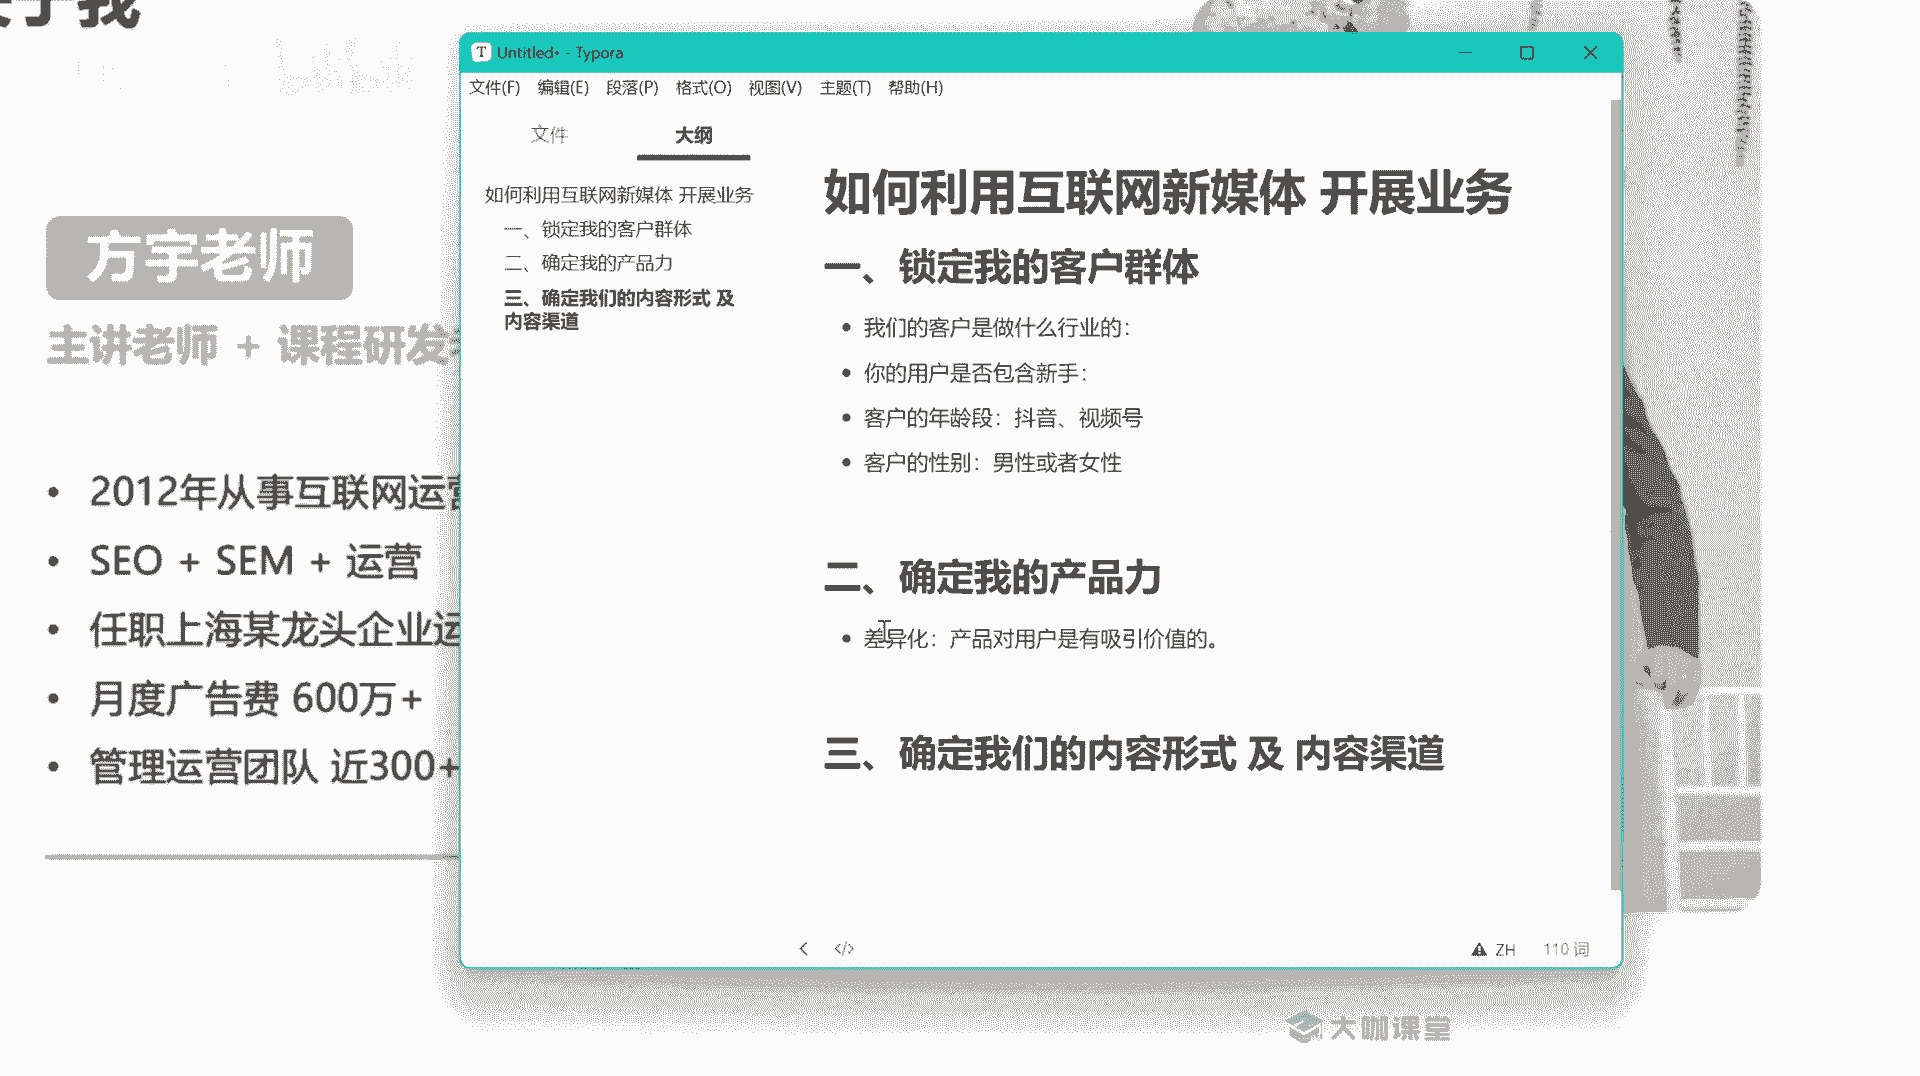 于我
方宇老师
主讲老师 + 课程研发
2012年从事互联网运营
SEO + SEM + 运营
任职上海某龙头企业运
月度广告费 600万+
管理运营团队 近300+
Untitled• - Typora
文件(F) 编辑(E) 段落(P) 格式(O) 视图(V) 主题(T) 帮助(H)
文件 大纲
如何利用互联网新媒体 开展业务
一、锁定我的客户群体
二、确定我的产品力
三、确定我们的内容形式 及
内容渠道
如何利用互联网新媒体 开展业务
一、锁定我的客户群体
我们的客户是做什么行业的：
你的用户是否包含新手：
客户的年龄段：抖音、视频号
客户的性别：男性或者女性
二、确定我的产品力
差异化：产品对用户是有吸引价值的。
三、确定我们的内容形式 及 内容渠道
ZH 110 词
大咖课堂